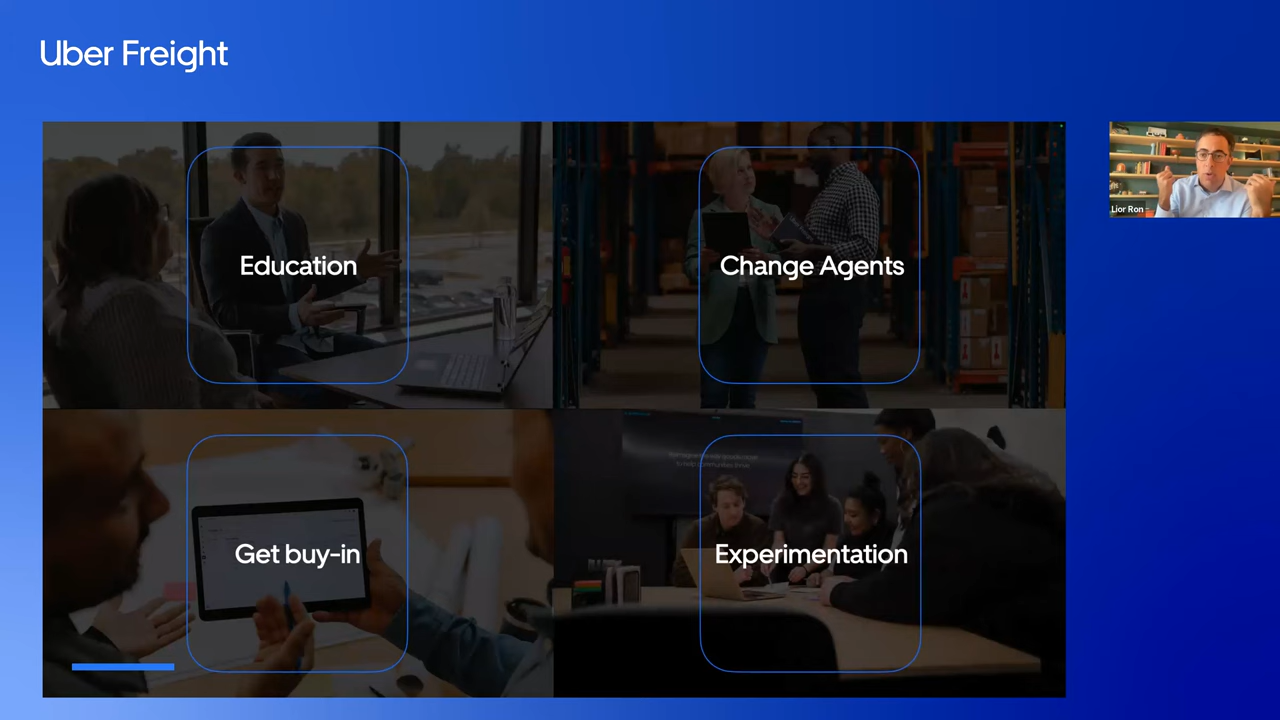 Uber Freight
Education
Change Agents
Lior Ron
Get buy-in
Experimentation